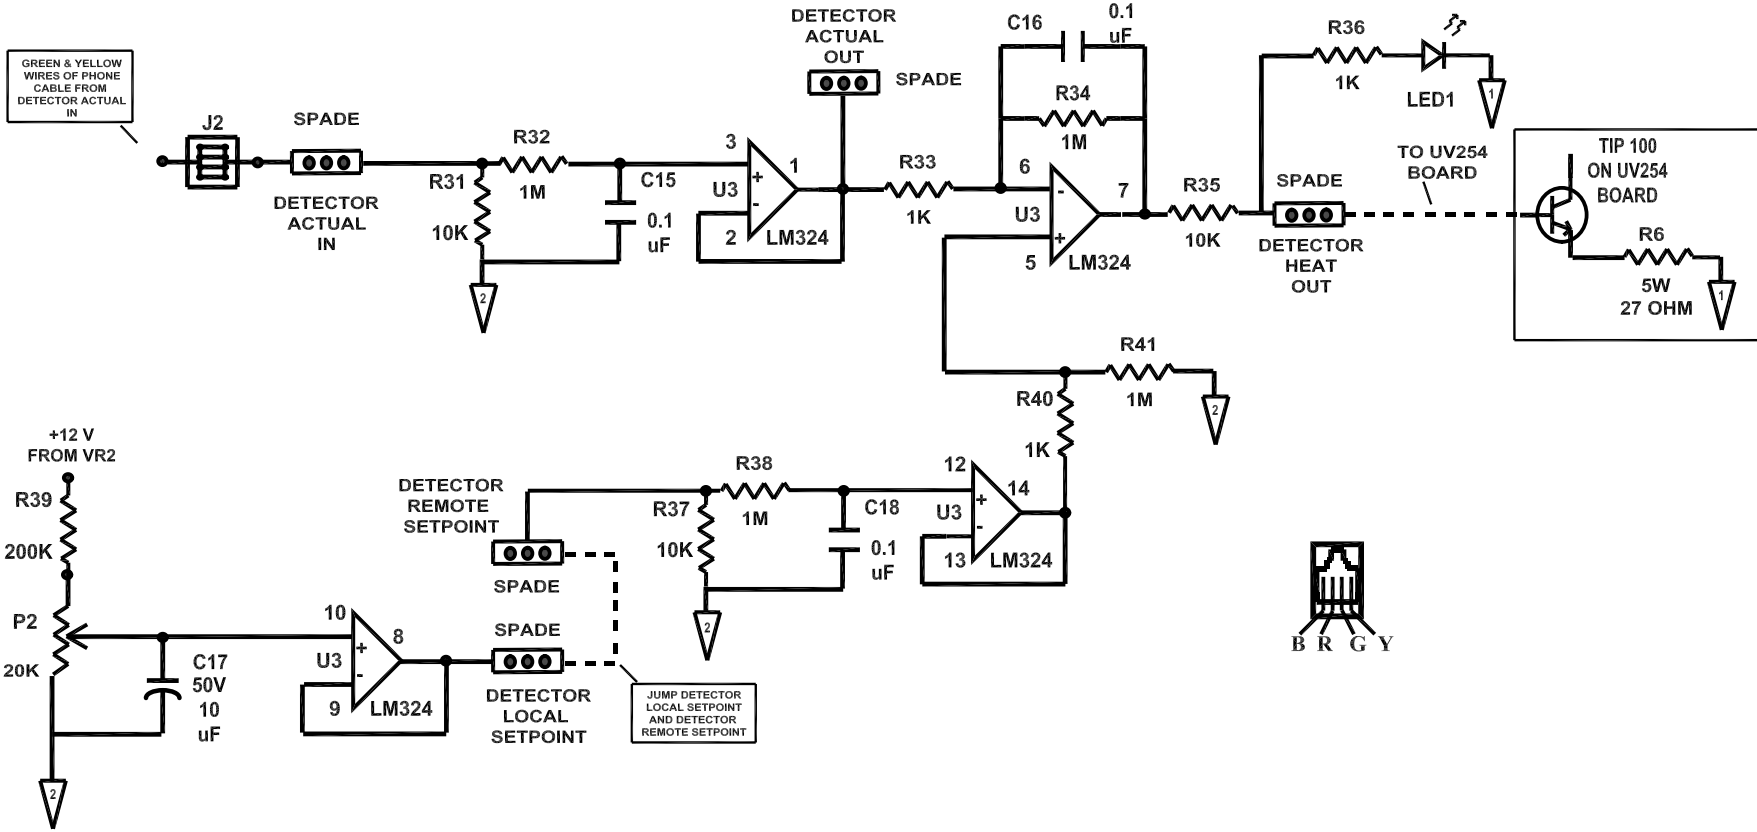 GREEN & YELLOW
WIRES OF PHONE
CABLE FROM
DETECTOR ACTUAL
IN
J2
SPADE
DETECTOR
ACTUAL
IN
R31
10K
R32
1M
C15
0.1
uF
2
3
1
U3
+
-
2
LM324
DETECTOR
ACTUAL
OUT
SPADE
R33
1K
C16
0.1
uF
R34
1M
6
7
-
U3
+
5
LM324
R35
10K
R36
1K
LED1
1
SPADE
DETECTOR
HEAT
OUT
TO UV254
BOARD
TIP 100
ON UV254
BOARD
R6
5W
27 OHM
1
R41
1M
2
R40
1K
+12 V
FROM VR2
R39
200K
P2
20K
2
C17
50V
10
uF
10
8
+
U3
-
9
LM324
DETECTOR
REMOTE
SETPOINT
SPADE
SPADE
DETECTOR
LOCAL
SETPOINT
JUMP DETECTOR
LOCAL SETPOINT
AND DETECTOR
REMOTE SETPOINT
R37
10K
R38
1M
2
C18
0.1
uF
12
14
+
U3
-
13
LM324
B R G Y